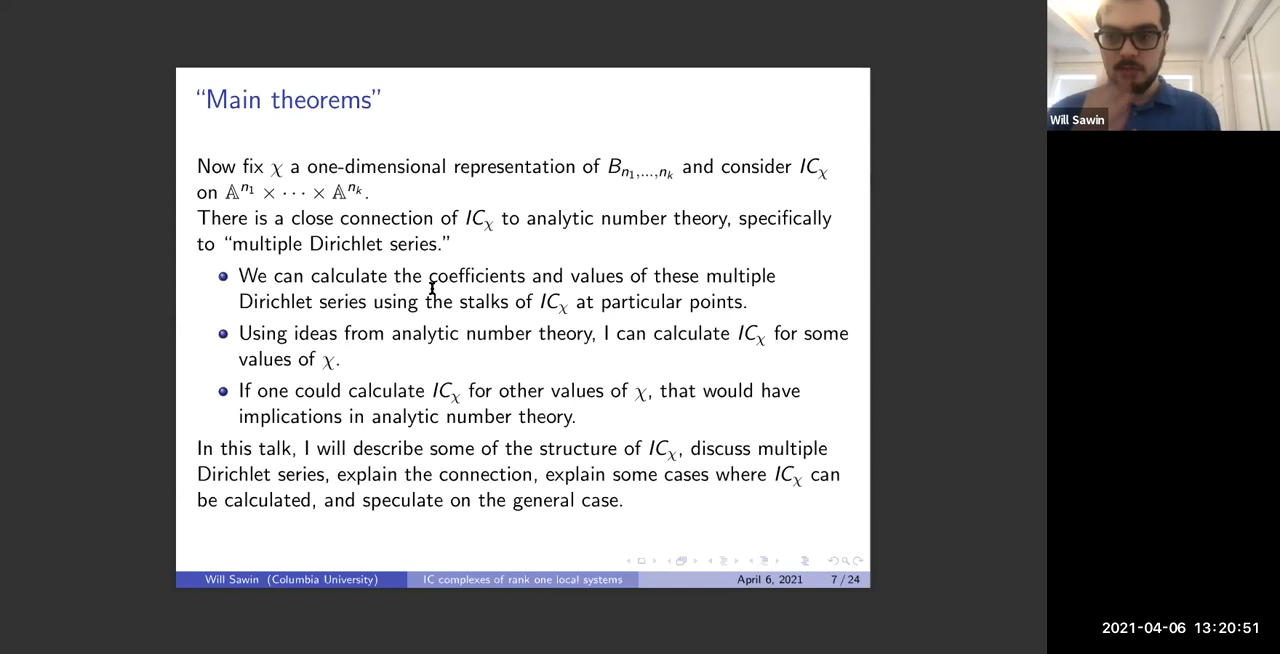 “Main theorems”
Now fix χ a one-dimensional representation of B_{n_1,...,n_k} and consider IC_χ
on 𝔸^{n_1} × ⋯ × 𝔸^{n_k}.
There is a close connection of IC_χ to analytic number theory, specifically
to “multiple Dirichlet series.”
We can calculate the coefficients and values of these multiple
Dirichlet series using the stalks of IC_χ at particular points.
Using ideas from analytic number theory, I can calculate IC_χ for some
values of χ.
If one could calculate IC_χ for other values of χ, that would have
implications in analytic number theory.
In this talk, I will describe some of the structure of IC_χ, discuss multiple
Dirichlet series, explain the connection, explain some cases where IC_χ can
be calculated, and speculate on the general case.
Will Sawin (Columbia University)
IC complexes of rank one local systems
April 6, 2021
7 / 24
Will Sawin
2021-04-06 13:20:51